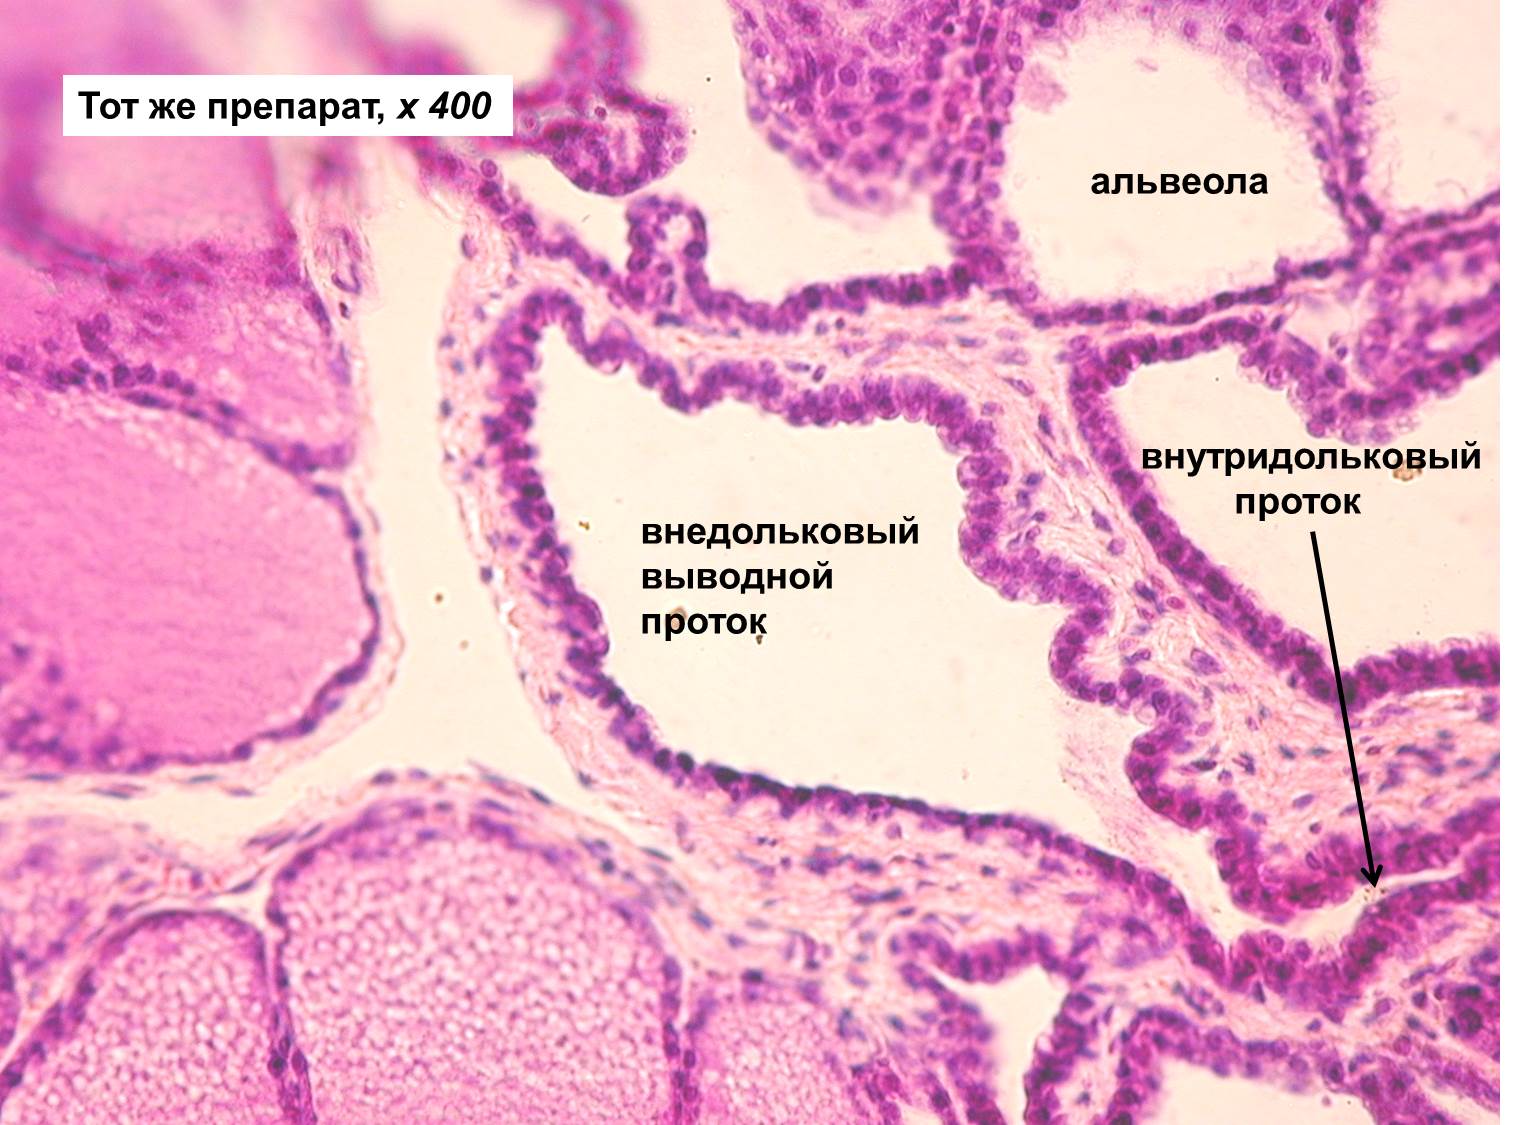 Тот же препарат, х 400
альвеола
внутридольковый
проток
внедольковый
выводной
проток